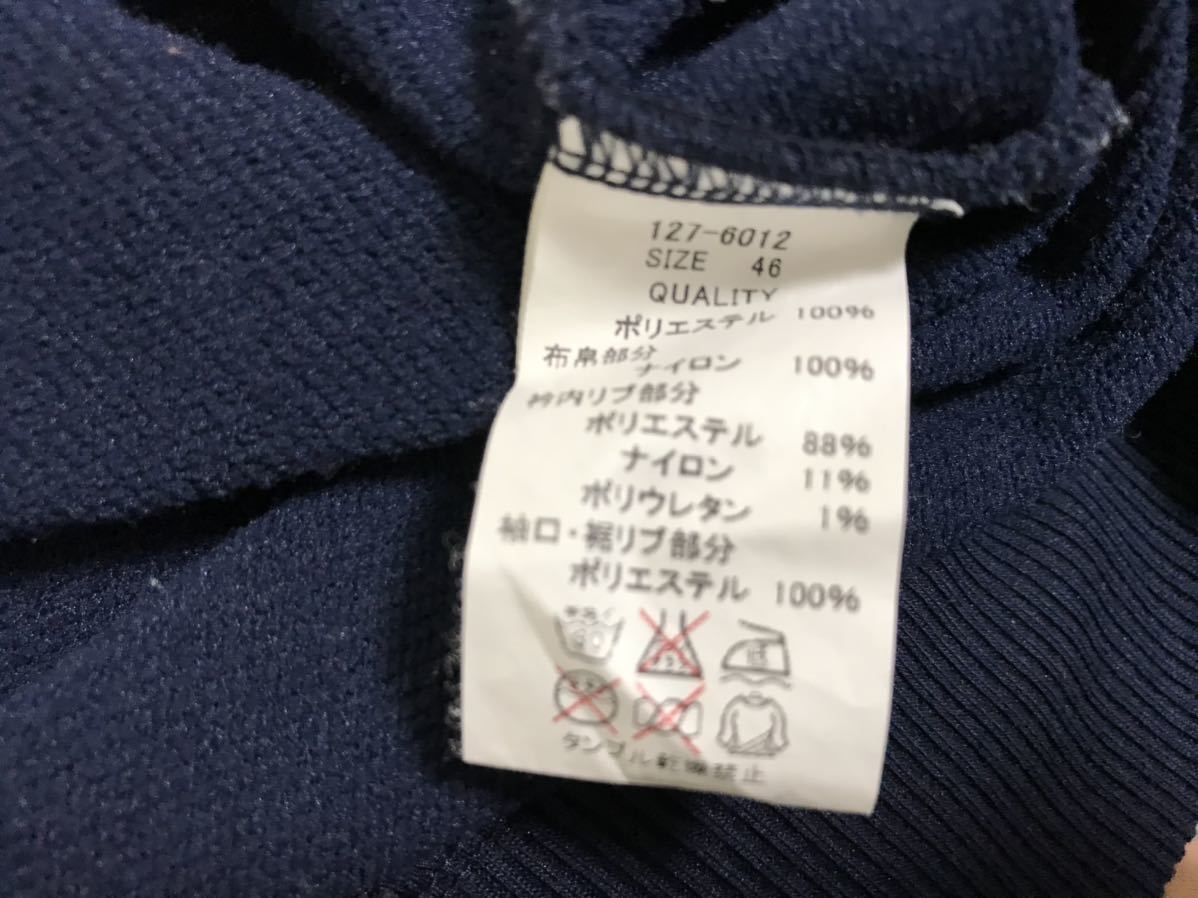 127-6012
SIZE 46
QUALITY
ポリエステル 100%
布帛部分
ナイロン 100%
衿内リブ部分
ポリエステル 88%
ナイロン 11%
ポリウレタン 1%
袖口・裾リブ部分
ポリエステル 100%
タンブル乾燥禁止